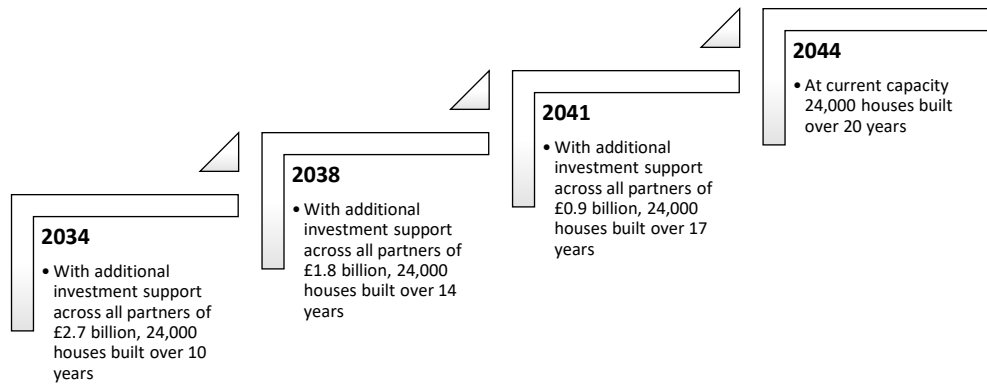 2034
• With additional
investment support
across all partners of
£2.7 billion, 24,000
houses built over 10
years
2038
• With additional
investment support
across all partners of
£1.8 billion, 24,000
houses built over 14
years
2041
• With additional
investment support
across all partners of
£0.9 billion, 24,000
houses built over 17
years
2044
• At current capacity
24,000 houses built
over 20 years